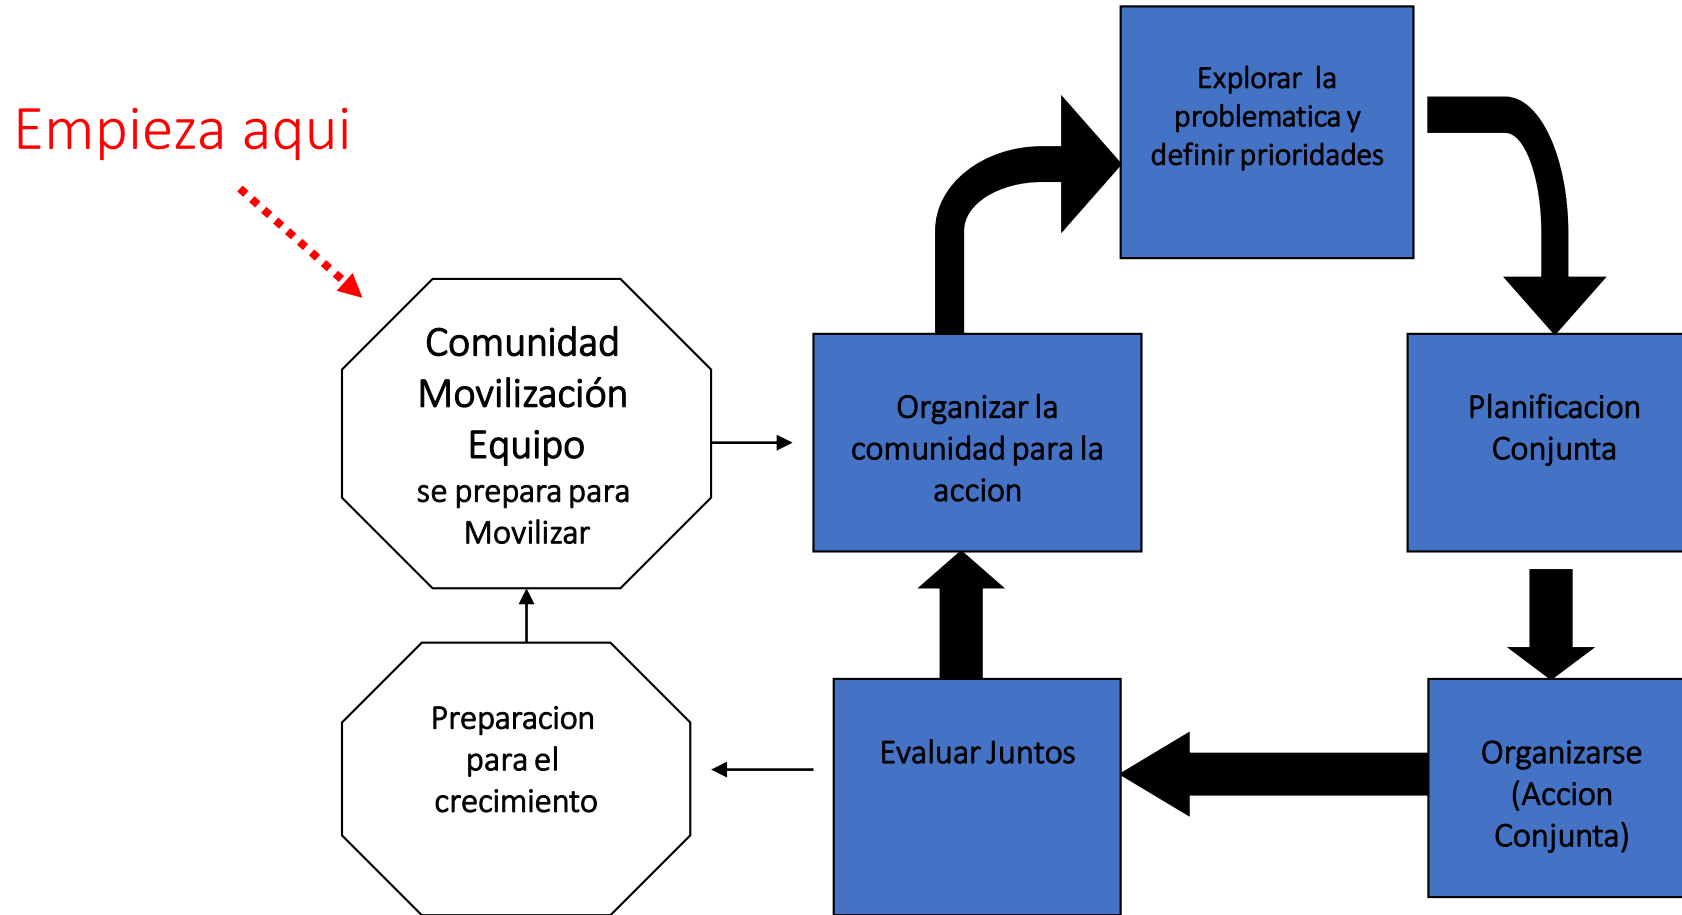 Empieza aqui
Explorar la
problematica y
definir prioridades
Comunidad
Movilización
Equipo
se prepara para
Movilizar
Organizar la
comunidad para la
accion
Planificacion
Conjunta
Preparacion
para el
crecimiento
Evaluar Juntos
Organizarse
(Accion
Conjunta)